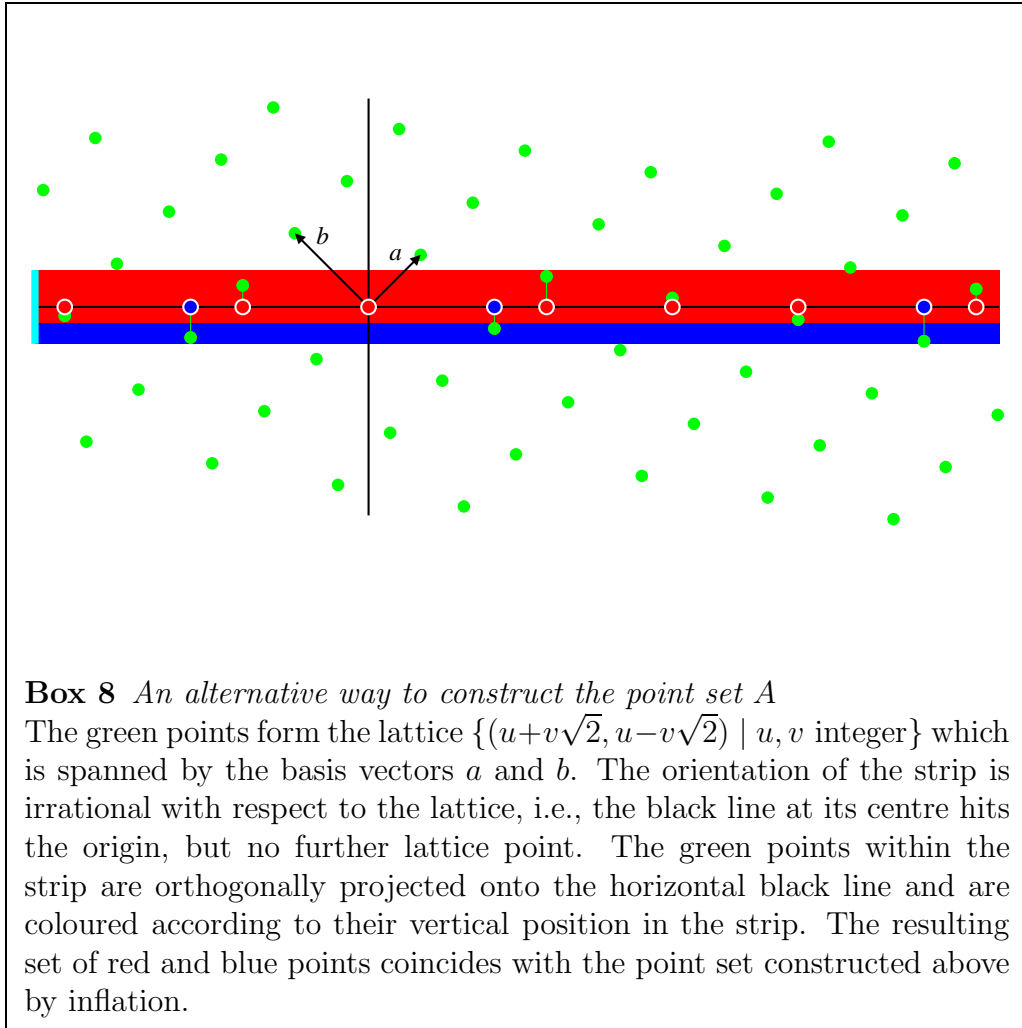 b
a
Box 8 An alternative way to construct the point set A
The green points form the lattice {(u+v√2, u−v√2) | u, v integer} which
is spanned by the basis vectors a and b. The orientation of the strip is
irrational with respect to the lattice, i.e., the black line at its centre hits
the origin, but no further lattice point. The green points within the
strip are orthogonally projected onto the horizontal black line and are
coloured according to their vertical position in the strip. The resulting
set of red and blue points coincides with the point set constructed above
by inflation.